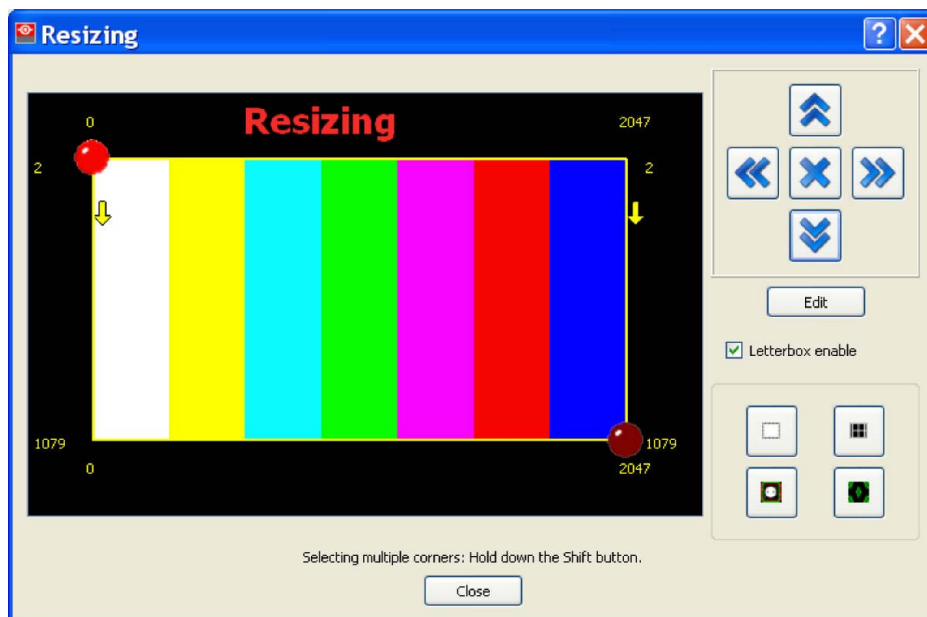 Resizing
?
Resizing
0
2047
2
2
1079
1079
0
2047
Edit
Letterbox enable
Selecting multiple corners: Hold down the Shift button.
Close